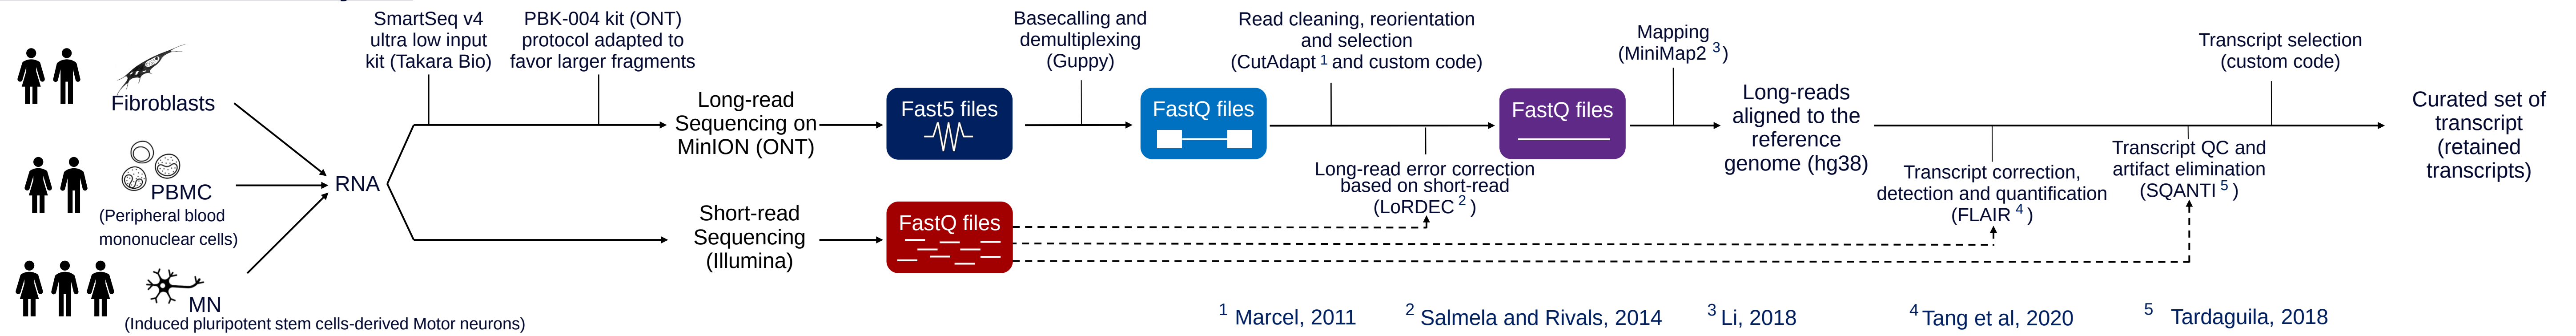 Fibroblasts
PBMC
(Peripheral blood
mononuclear cells)
MN
(Induced pluripotent stem cells-derived Motor neurons)
RNA
SmartSeq v4
ultra low input
kit (Takara Bio)
PBK-004 kit (ONT)
protocol adapted to
favor larger fragments
Long-read
Sequencing on
MinION (ONT)
Short-read
Sequencing
(Illumina)
Fast5 files
FastQ files
Basecalling and
demultiplexing
(Guppy)
FastQ files
Read cleaning, reorientation
and selection
(CutAdapt 1 and custom code)
Long-read error correction
based on short-read
(LoRDEC 2 )
FastQ files
Mapping
(MiniMap2 3 )
Long-reads
aligned to the
reference
genome (hg38)
Transcript correction,
detection and quantification
(FLAIR 4 )
Transcript QC and
artifact elimination
(SQANTI 5 )
Transcript selection
(custom code)
Curated set of
transcript
(retained
transcripts)
1 Marcel, 2011
2 Salmela and Rivals, 2014
3 Li, 2018
4 Tang et al, 2020
5 Tardaguila, 2018